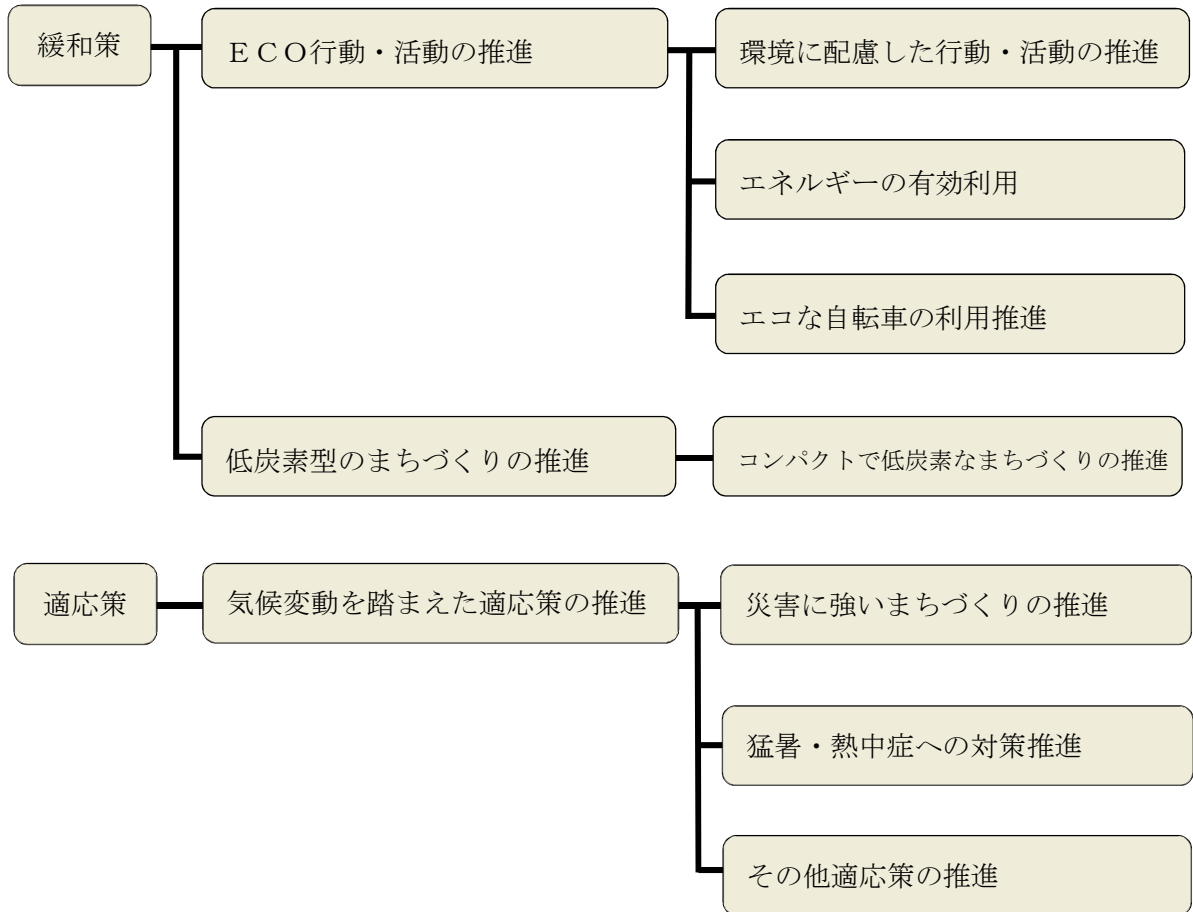 緩和策
ECO行動・活動の推進
環境に配慮した行動・活動の推進
エネルギーの有効利用
エコな自転車の利用推進
低炭素型のまちづくりの推進
コンパクトで低炭素なまちづくりの推進
適応策
気候変動を踏まえた適応策の推進
災害に強いまちづくりの推進
猛暑・熱中症への対策推進
その他適応策の推進